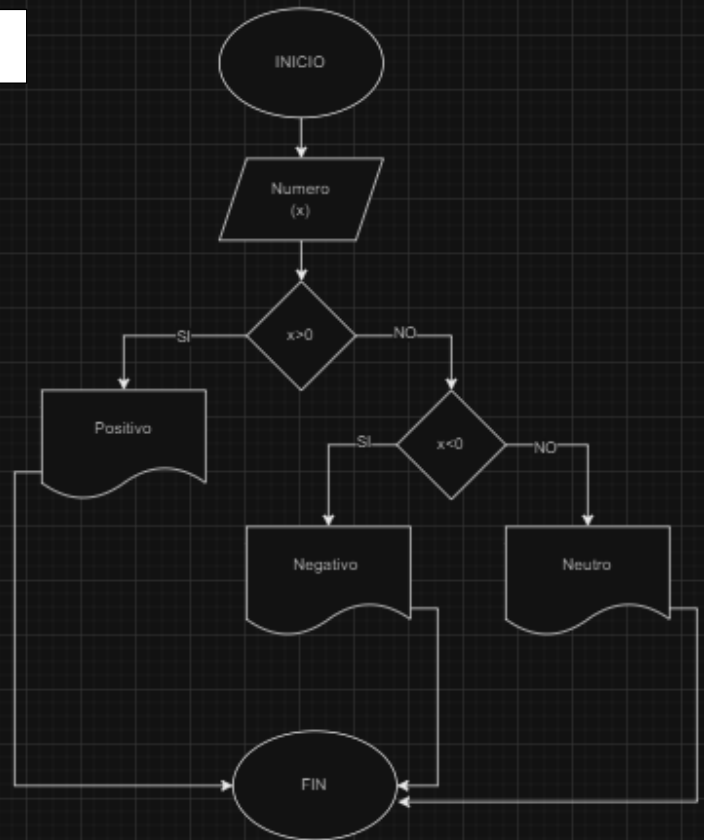 INICIO
Numero
(x)
x>0
SI
NO
Positivo
x<0
SI
NO
Negativo
Neutro
FIN